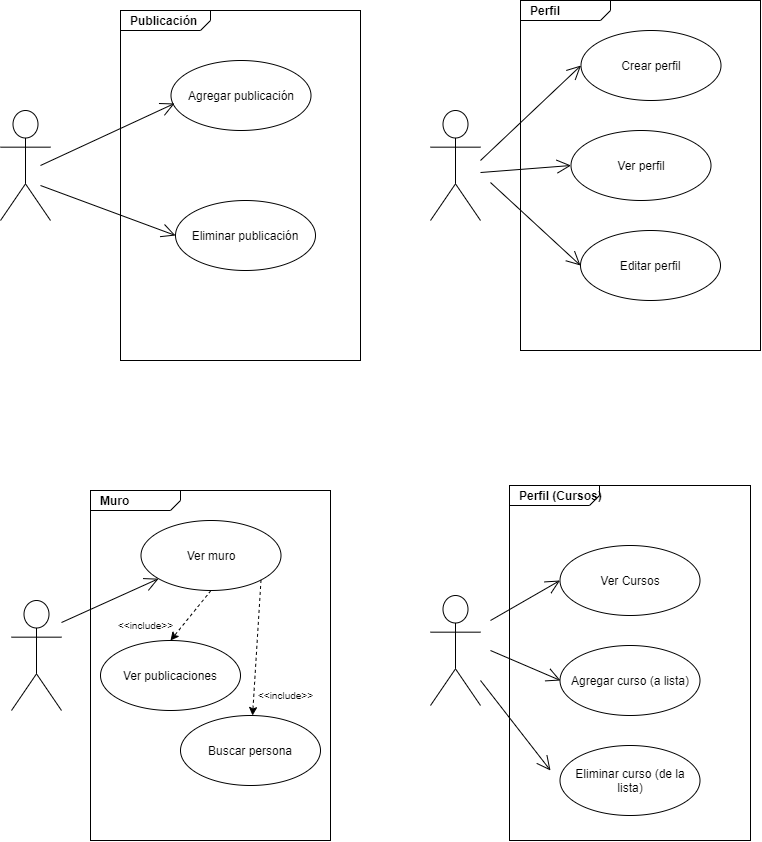 Publicación
Agregar publicación
Eliminar publicación
Perfil
Crear perfil
Ver perfil
Editar perfil
Muro
Ver muro
<<include>>
Ver publicaciones
<<include>>
Buscar persona
Perfil (Cursos)
Ver Cursos
Agregar curso (a lista)
Eliminar curso (de la
lista)